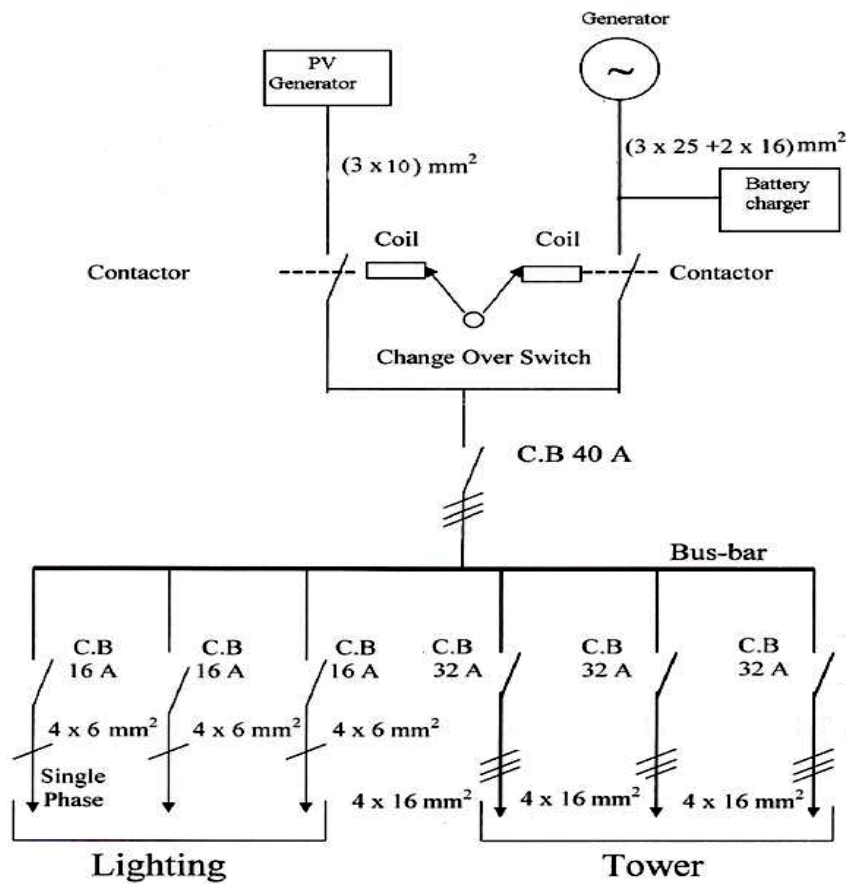 Generator
~
PV
Generator
(3 x 25 +2 x 16) mm²
(3 x 10) mm²
Battery
charger
Coil
Coil
Contactor
Contactor
Change Over Switch
C.B 40 A
Bus-bar
C.B
16 A
C.B
16 A
C.B
16 A
C.B
32 A
C.B
32 A
C.B
32 A
4 x 6 mm²
4 x 6 mm²
4 x 6 mm²
Single
Phase
4 x 16 mm²
4 x 16 mm²
4 x 16 mm²
Lighting
Tower